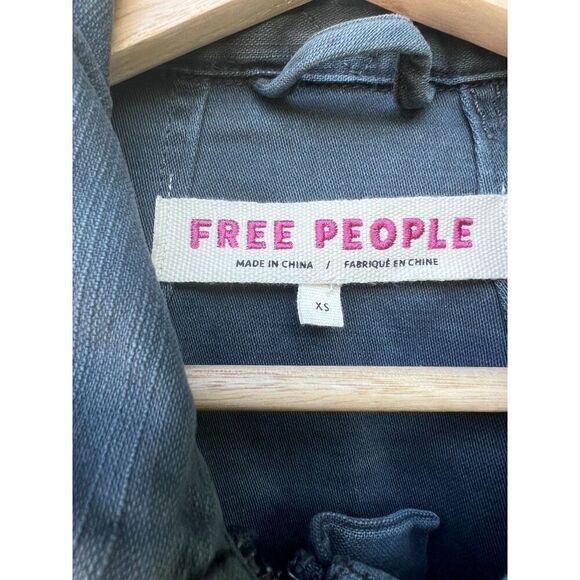 FREE PEOPLE
MADE IN CHINA / FABRIQUÉ EN CHINE
XS